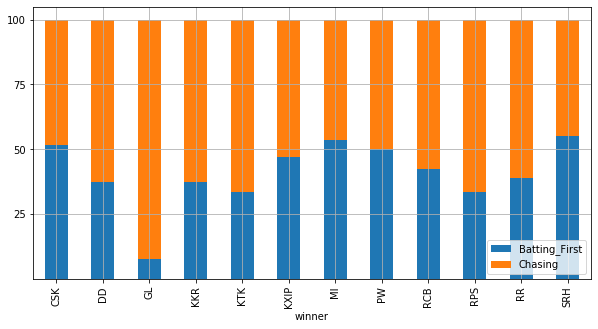 100
75
50
25
Batting_First
Chasing
CSK DD GL KKR KTK KXIP MI PW RCB RPS RR SRH
winner